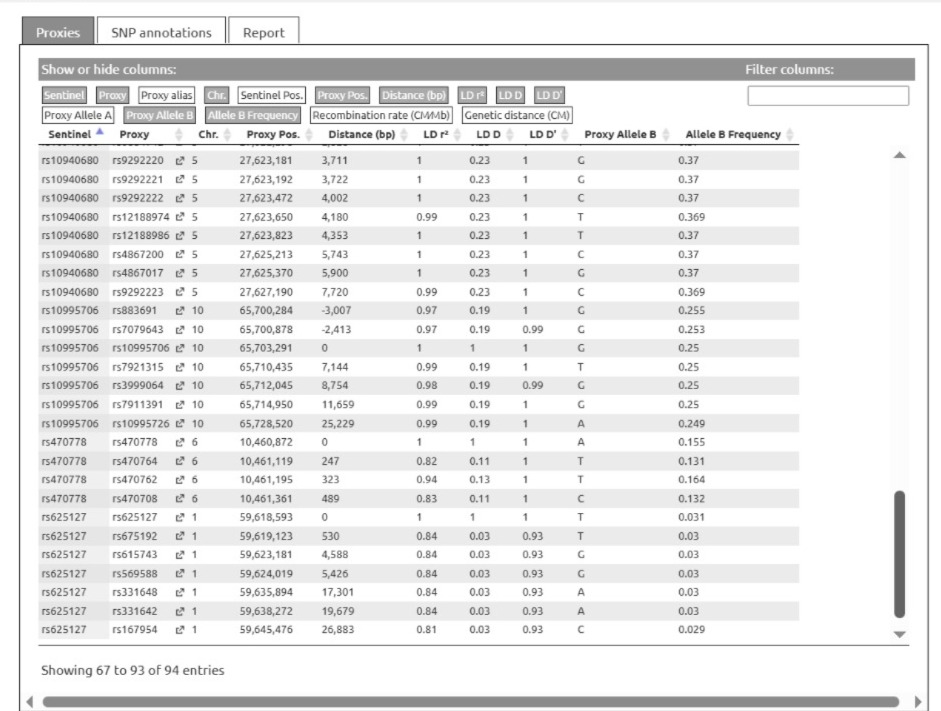 Proxies SNP annotations Report
Show or hide columns: Filter columns:
Sentinel Proxy Proxy alias Chr. Sentinel Pos. Proxy Pos. Distance (bp) LD r² LD D LD D'
Proxy Allele A Proxy Allele B Allele B Frequency Recombination rate (CMMb) Genetic distance (CM)
Sentinel Proxy Chr. Proxy Pos. Distance (bp) LD r² LD D LD D' Proxy Allele B Allele B Frequency
rs10940680 rs9292220 5 27,623,181 3,711 1 0.23 1 G 0.37
rs10940680 rs9292221 5 27,623,192 3,722 1 0.23 1 G 0.37
rs10940680 rs9292222 5 27,623,472 4,002 1 0.23 1 C 0.37
rs10940680 rs12188974 5 27,623,650 4,180 0.99 0.23 1 T 0.369
rs10940680 rs12188986 5 27,623,823 4,353 1 0.23 1 T 0.37
rs10940680 rs4867200 5 27,625,213 5,743 1 0.23 1 C 0.37
rs10940680 rs4867017 5 27,625,370 5,900 1 0.23 1 G 0.37
rs10940680 rs9292223 5 27,627,190 7,720 0.99 0.23 1 C 0.369
rs10995706 rs883691 10 65,700,284 -3,007 0.97 0.19 1 G 0.255
rs10995706 rs7079643 10 65,700,878 -2,413 0.97 0.19 0.99 G 0.253
rs10995706 rs10995706 10 65,703,291 0 1 1 1 G 0.25
rs10995706 rs7921315 10 65,710,435 7,144 0.99 0.19 1 T 0.25
rs10995706 rs3999064 10 65,712,045 8,754 0.98 0.19 0.99 G 0.25
rs10995706 rs7911391 10 65,714,950 11,659 0.99 0.19 1 G 0.25
rs10995706 rs10995726 10 65,728,520 25,229 0.99 0.19 1 A 0.249
rs470778 rs470778 6 10,460,872 0 1 1 1 A 0.155
rs470778 rs470764 6 10,461,119 247 0.82 0.11 1 T 0.131
rs470778 rs470762 6 10,461,195 323 0.94 0.13 1 T 0.164
rs470778 rs470708 6 10,461,361 489 0.83 0.11 1 C 0.132
rs625127 rs625127 1 59,618,593 0 1 1 1 T 0.031
rs625127 rs675192 1 59,619,123 530 0.84 0.03 0.93 T 0.03
rs625127 rs615743 1 59,623,181 4,588 0.84 0.03 0.93 G 0.03
rs625127 rs569588 1 59,624,019 5,426 0.84 0.03 0.93 G 0.03
rs625127 rs331648 1 59,635,894 17,301 0.84 0.03 0.93 A 0.03
rs625127 rs331642 1 59,638,272 19,679 0.84 0.03 0.93 A 0.03
rs625127 rs167954 1 59,645,476 26,883 0.81 0.03 0.93 C 0.029
Showing 67 to 93 of 94 entries